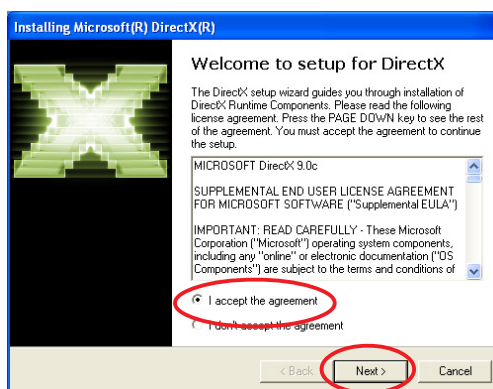 Installing Microsoft(R) DirectX(R)
Welcome to setup for DirectX
The DirectX setup wizard guides you through installation of
DirectX Runtime Components. Please read the following
license agreement. Press the PAGE DOWN key to see the rest
of the agreement. You must accept the agreement to continue
the setup.
MICROSOFT DirectX 9.0c
SUPPLEMENTAL END USER LICENSE AGREEMENT
FOR MICROSOFT SOFTWARE ("Supplemental EULA")
IMPORTANT: READ CAREFULLY - These Microsoft
Corporation ("Microsoft") operating system components,
including any "online" or electronic documentation ("OS
Components") are subject to the terms and conditions of
I accept the agreement
I don't accept the agreement
< Back Next > Cancel